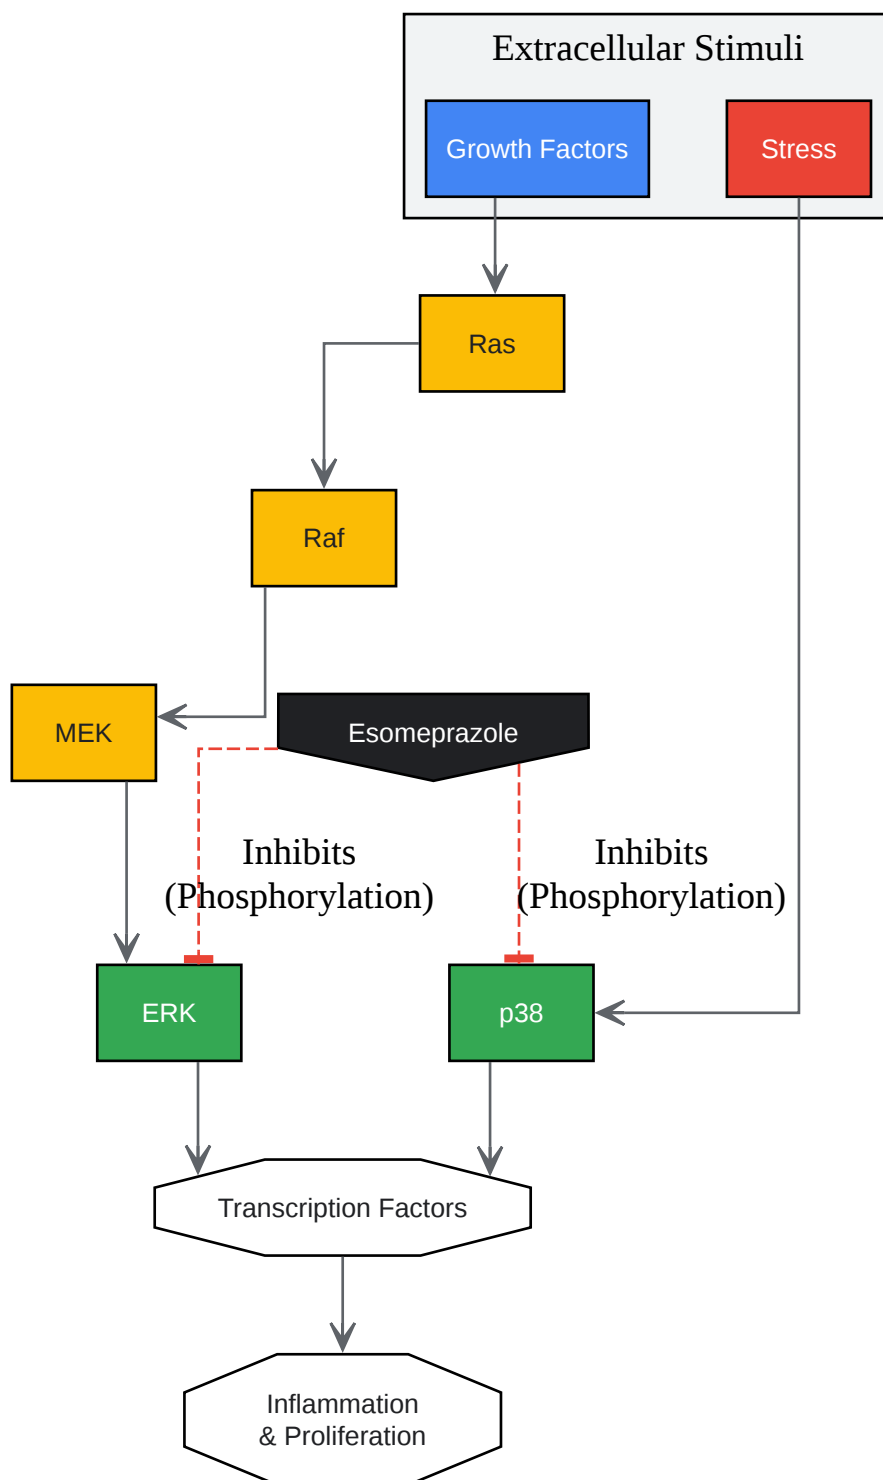 Extracellular Stimuli
Growth Factors
Stress
Ras
Raf
MEK
Esomeprazole
Inhibits
(Phosphorylation)
Inhibits
(Phosphorylation)
ERK
p38
Transcription Factors
Inflammation
& Proliferation